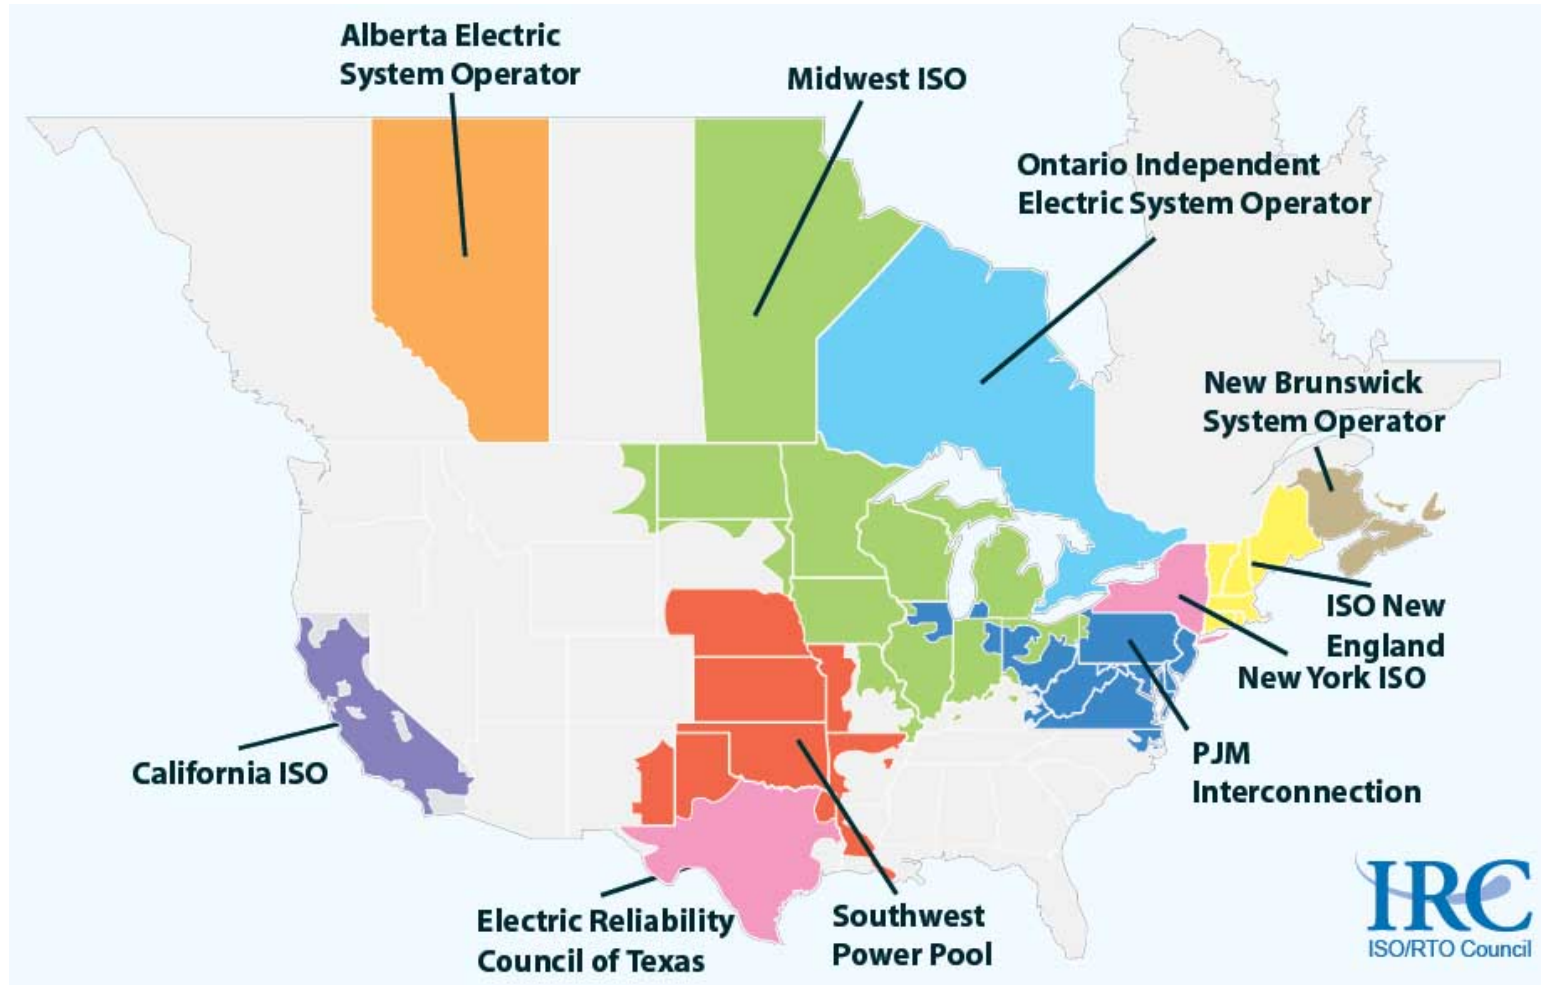 Alberta Electric
System Operator
Midwest ISO
Ontario Independent
Electric System Operator
New Brunswick
System Operator
ISO New
England
New York ISO
PJM
Interconnection
California ISO
Electric Reliability
Council of Texas
Southwest
Power Pool
IRC
ISO/RTO Council